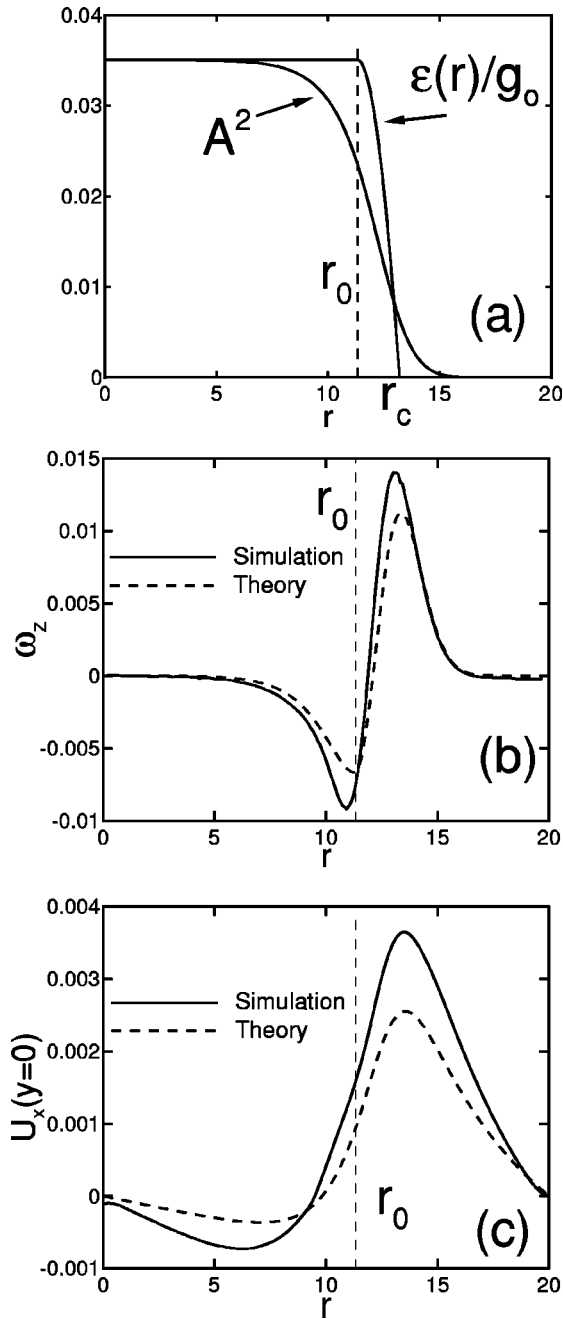 0.04
ε(r)/g₀
0.03
A²
0.02
r₀
0.01
(a)
0
0 5 10 15 20
r r_c
0.015
r₀
0.01
Simulation
Theory
0.005
ω_z
0
-0.005
(b)
-0.01
0 5 10 15 20
r
0.004
0.003
Simulation
Theory
0.002
U_x(y=0)
0.001
0
r₀
(c)
-0.001
0 5 10 15 20
r